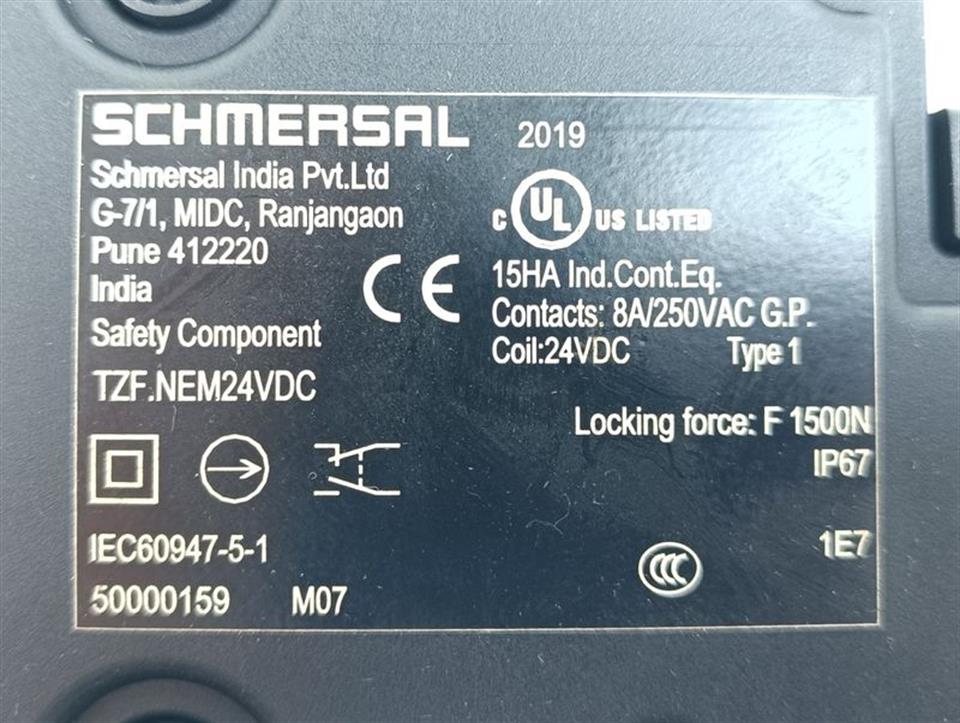 SCHMERSAL 2019
Schmersal India Pvt.Ltd
G-7/1, MIDC, Ranjangaon
Pune 412220
India
Safety Component
TZF.NEM24VDC
C UL US LISTED
CE
15HA Ind.Cont.Eq.
Contacts: 8A/250VAC G.P.
Coil:24VDC Type 1
Locking force: F 1500N
IP67
IEC60947-5-1
CCC
1E7
50000159 M07